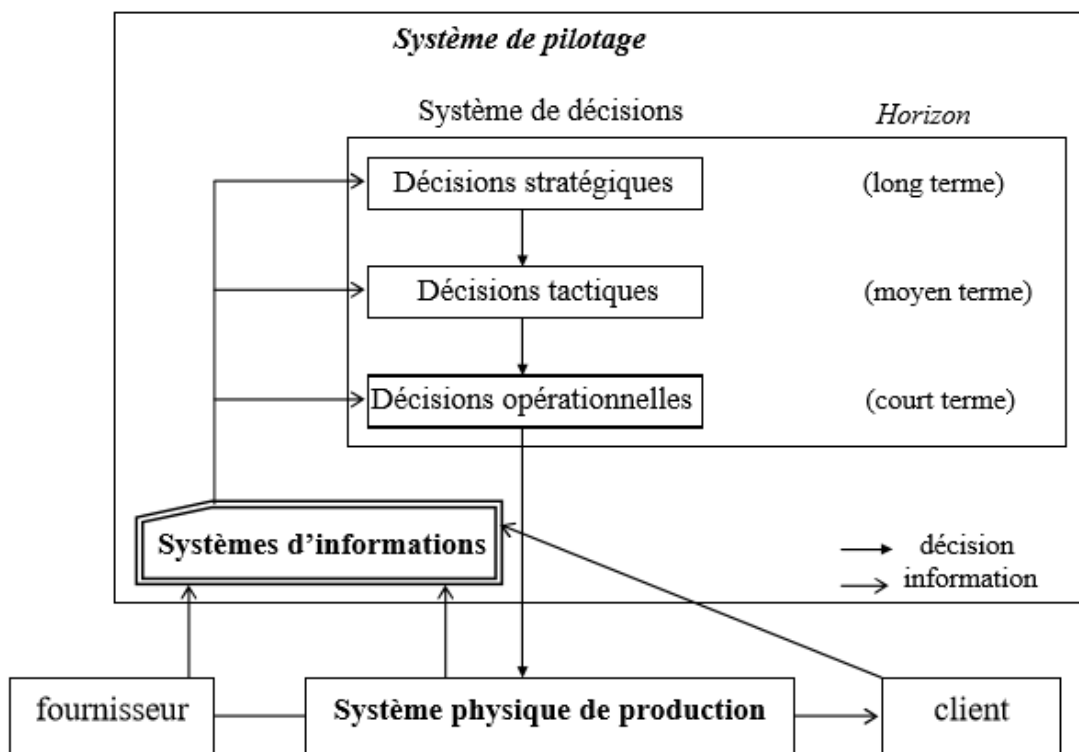 Système de pilotage
Système de décisions
Horizon
Décisions stratégiques
(long terme)
Décisions tactiques
(moyen terme)
Décisions opérationnelles
(court terme)
Systèmes d’informations
décision
information
fournisseur
Système physique de production
client